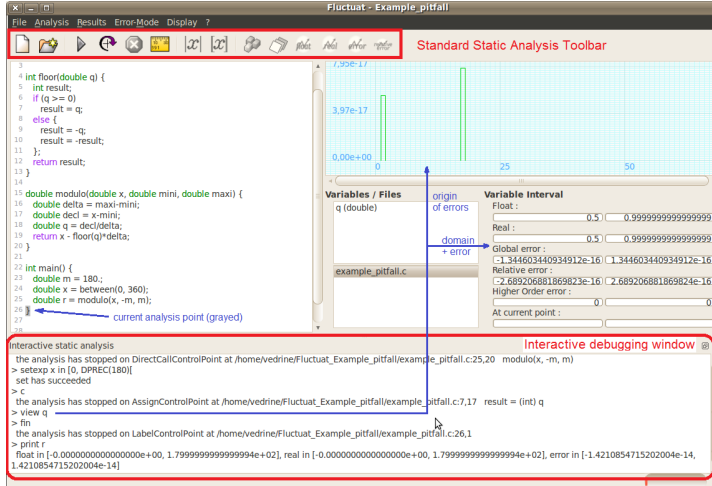 Fluctuat - Example_pitfall
File Analysis Results Error-Mode Display ?
Standard Static Analysis Toolbar
3
4 int floor(double q) {
5 int result;
6 if (q >= 0)
7 result = q;
8 else {
9 result = -q;
10 result = -result;
11 };
12 return result;
13 }
14
15 double modulo(double x, double mini, double maxi) {
16 double delta = maxi-mini;
17 double decl = x-mini;
18 double q = decl/delta;
19 return x - floor(q)*delta;
20 }
21
22 int main() {
23 double m = 180.;
24 double x = between(0, 360);
25 double r = modulo(x, -m, m);
26 }
27
28
current analysis point (grayed)
7,95e-17
3,97e-17
0,00e+00
0 25 50
Variables / Files
q (double)
example_pitfall.c
origin
of errors
domain
+ error
Variable Interval
Float :
0.5 0.9999999999999999
Real :
0.5 0.9999999999999999
Global error :
-1.344603440934912e-16 1.344603440934912e-16
Relative error :
-2.689206881869823e-16 2.689206881869824e-16
Higher Order error :
0 0
At current point :
Interactive static analysis
Interactive debugging window
the analysis has stopped on DirectCallControlPoint at /home/vedrine/Fluctuat_Example_pitfall/example_pitfall.c:25,20 modulo(x, -m, m)
> setexp x in [0, DPREC(180)[
set has succeeded
> c
the analysis has stopped on AssignControlPoint at /home/vedrine/Fluctuat_Example_pitfall/example_pitfall.c:7,17 result = (int) q
> view q
> fin
the analysis has stopped on LabelControlPoint at /home/vedrine/Fluctuat_Example_pitfall/example_pitfall.c:26,1
> print r
float in [-0.0000000000000000e+00, 1.7999999999999994e+02], real in [-0.0000000000000000e+00, 1.7999999999999994e+02], error in [-1.4210854715202004e-14,
1.4210854715202004e-14]